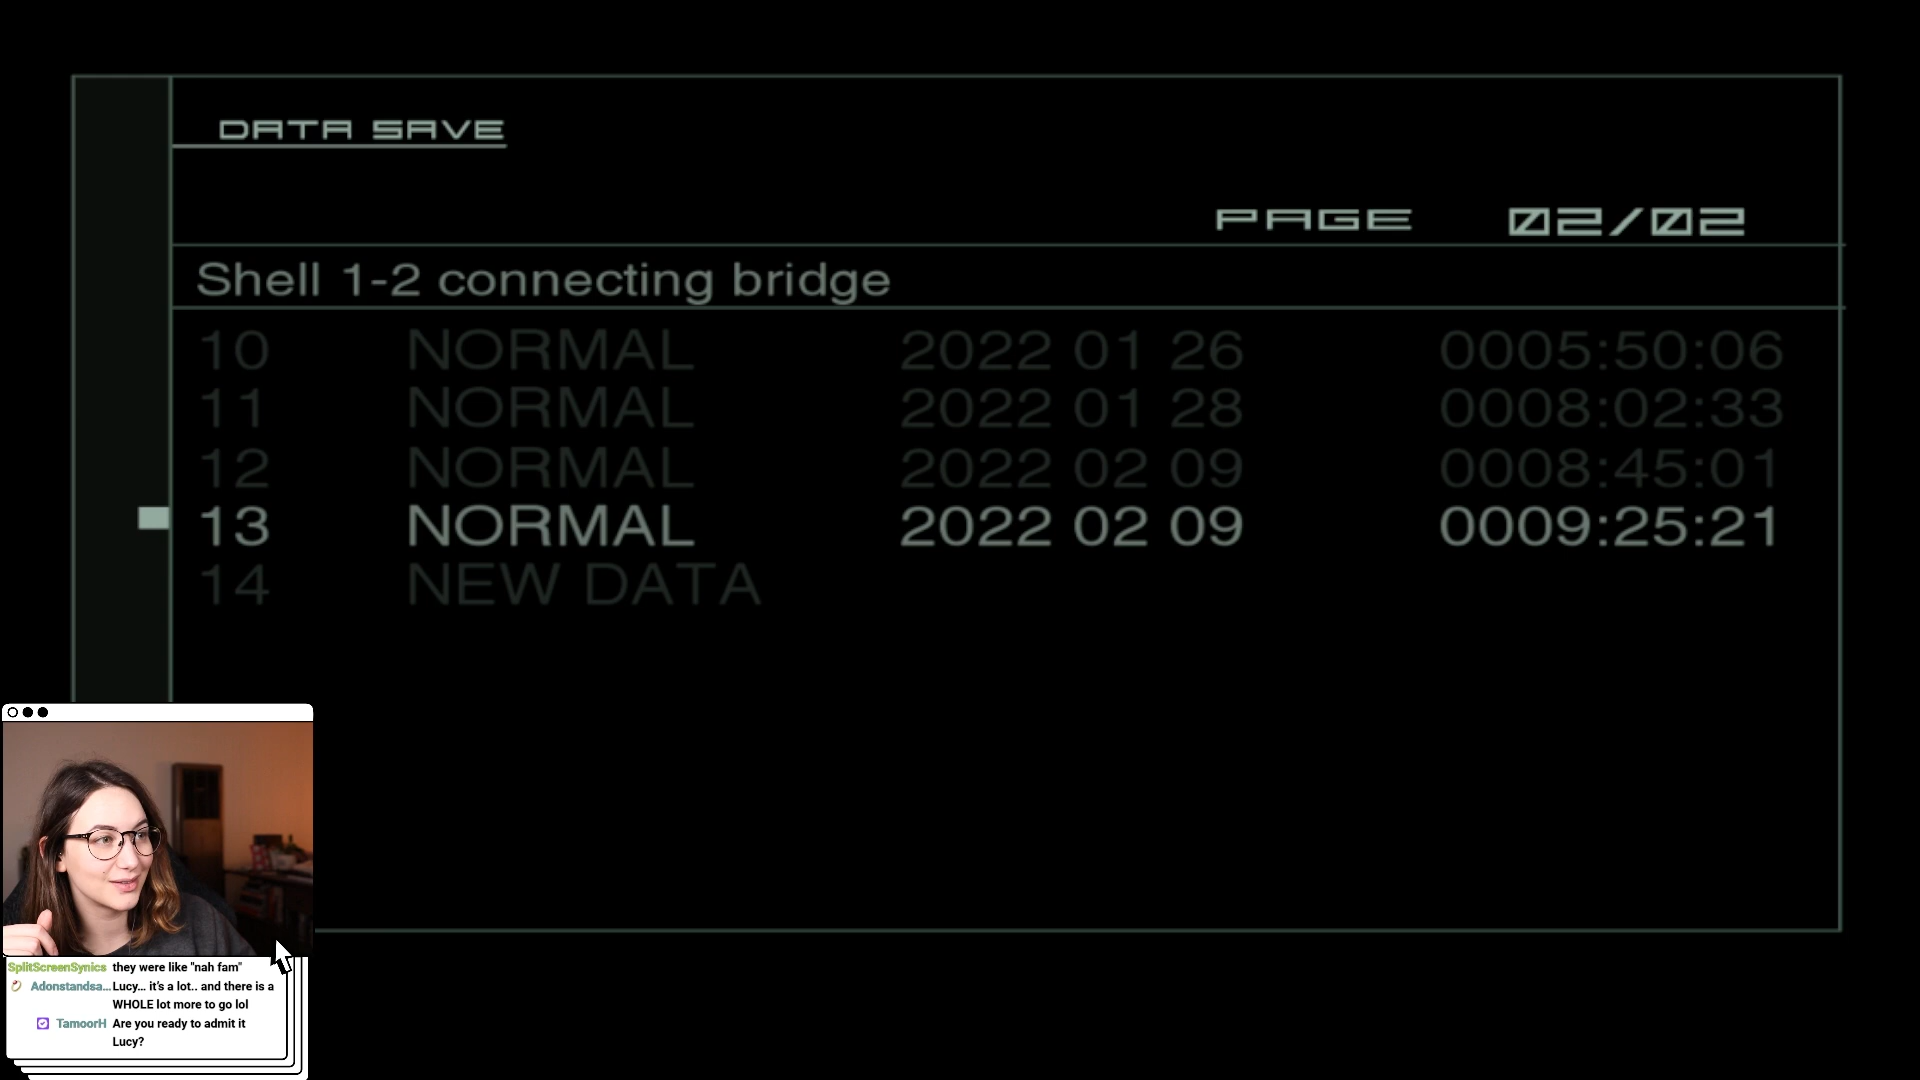 DATA SAVE
PAGE 02/02
Shell 1-2 connecting bridge
10 NORMAL 2022 01 26 0005:50:06
11 NORMAL 2022 01 28 0008:02:33
12 NORMAL 2022 02 09 0008:45:01
13 NORMAL 2022 02 09 0009:25:21
14 NEW DATA
SplitScreenSynics they were like "nah fam"
Adonstandsa... Lucy... it's a lot.. and there is a
WHOLE lot more to go lol
TamoorH Are you ready to admit it
Lucy?